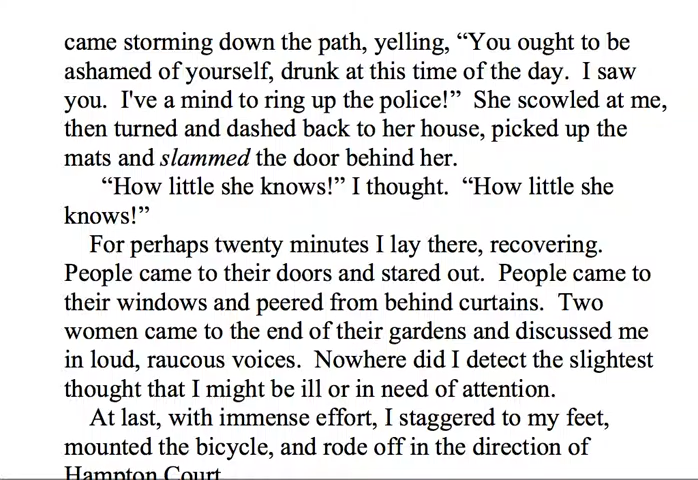 came storming down the path, yelling, “You ought to be
ashamed of yourself, drunk at this time of the day.  I saw
you.  I've a mind to ring up the police!”  She scowled at me,
then turned and dashed back to her house, picked up the
mats and slammed the door behind her.
“How little she knows!” I thought.  “How little she
knows!”
For perhaps twenty minutes I lay there, recovering.
People came to their doors and stared out.  People came to
their windows and peered from behind curtains.  Two
women came to the end of their gardens and discussed me
in loud, raucous voices.  Nowhere did I detect the slightest
thought that I might be ill or in need of attention.
At last, with immense effort, I staggered to my feet,
mounted the bicycle, and rode off in the direction of
Hampton Court